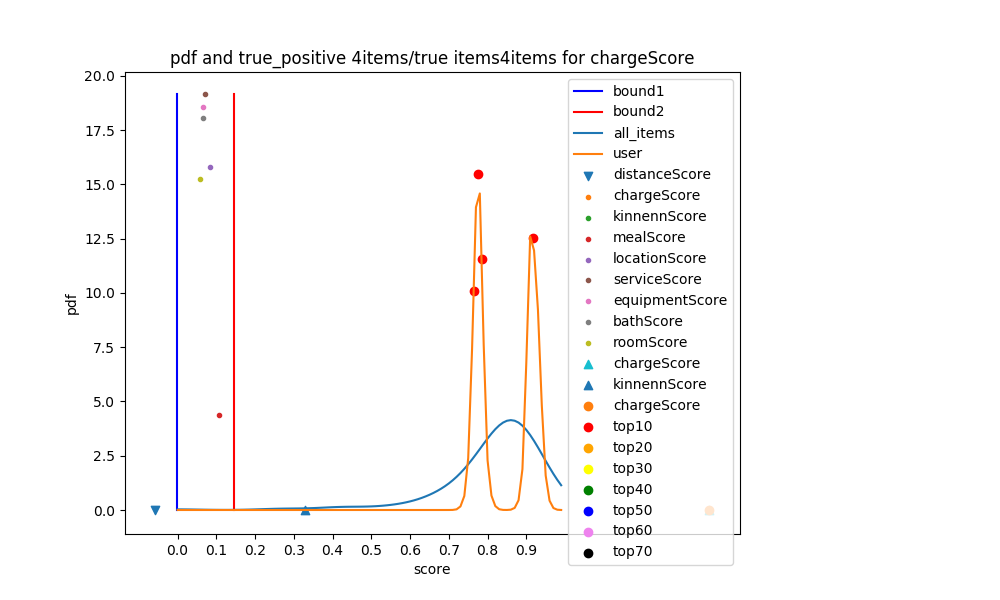 pdf and true_positive 4items/true items4items for chargeScore
20.0
17.5
15.0
12.5
10.0
7.5
5.0
2.5
0.0
pdf
0.0 0.1 0.2 0.3 0.4 0.5 0.6 0.7 0.8 0.9
score
bound1
bound2
all_items
user
distanceScore
chargeScore
kinnennScore
mealScore
locationScore
serviceScore
equipmentScore
bathScore
roomScore
chargeScore
kinnennScore
chargeScore
top10
top20
top30
top40
top50
top60
top70